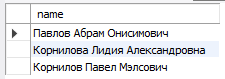 name
Павлов Абрам Онисимович
Корнилова Лидия Александровна
Корнилов Павел Мэлсович